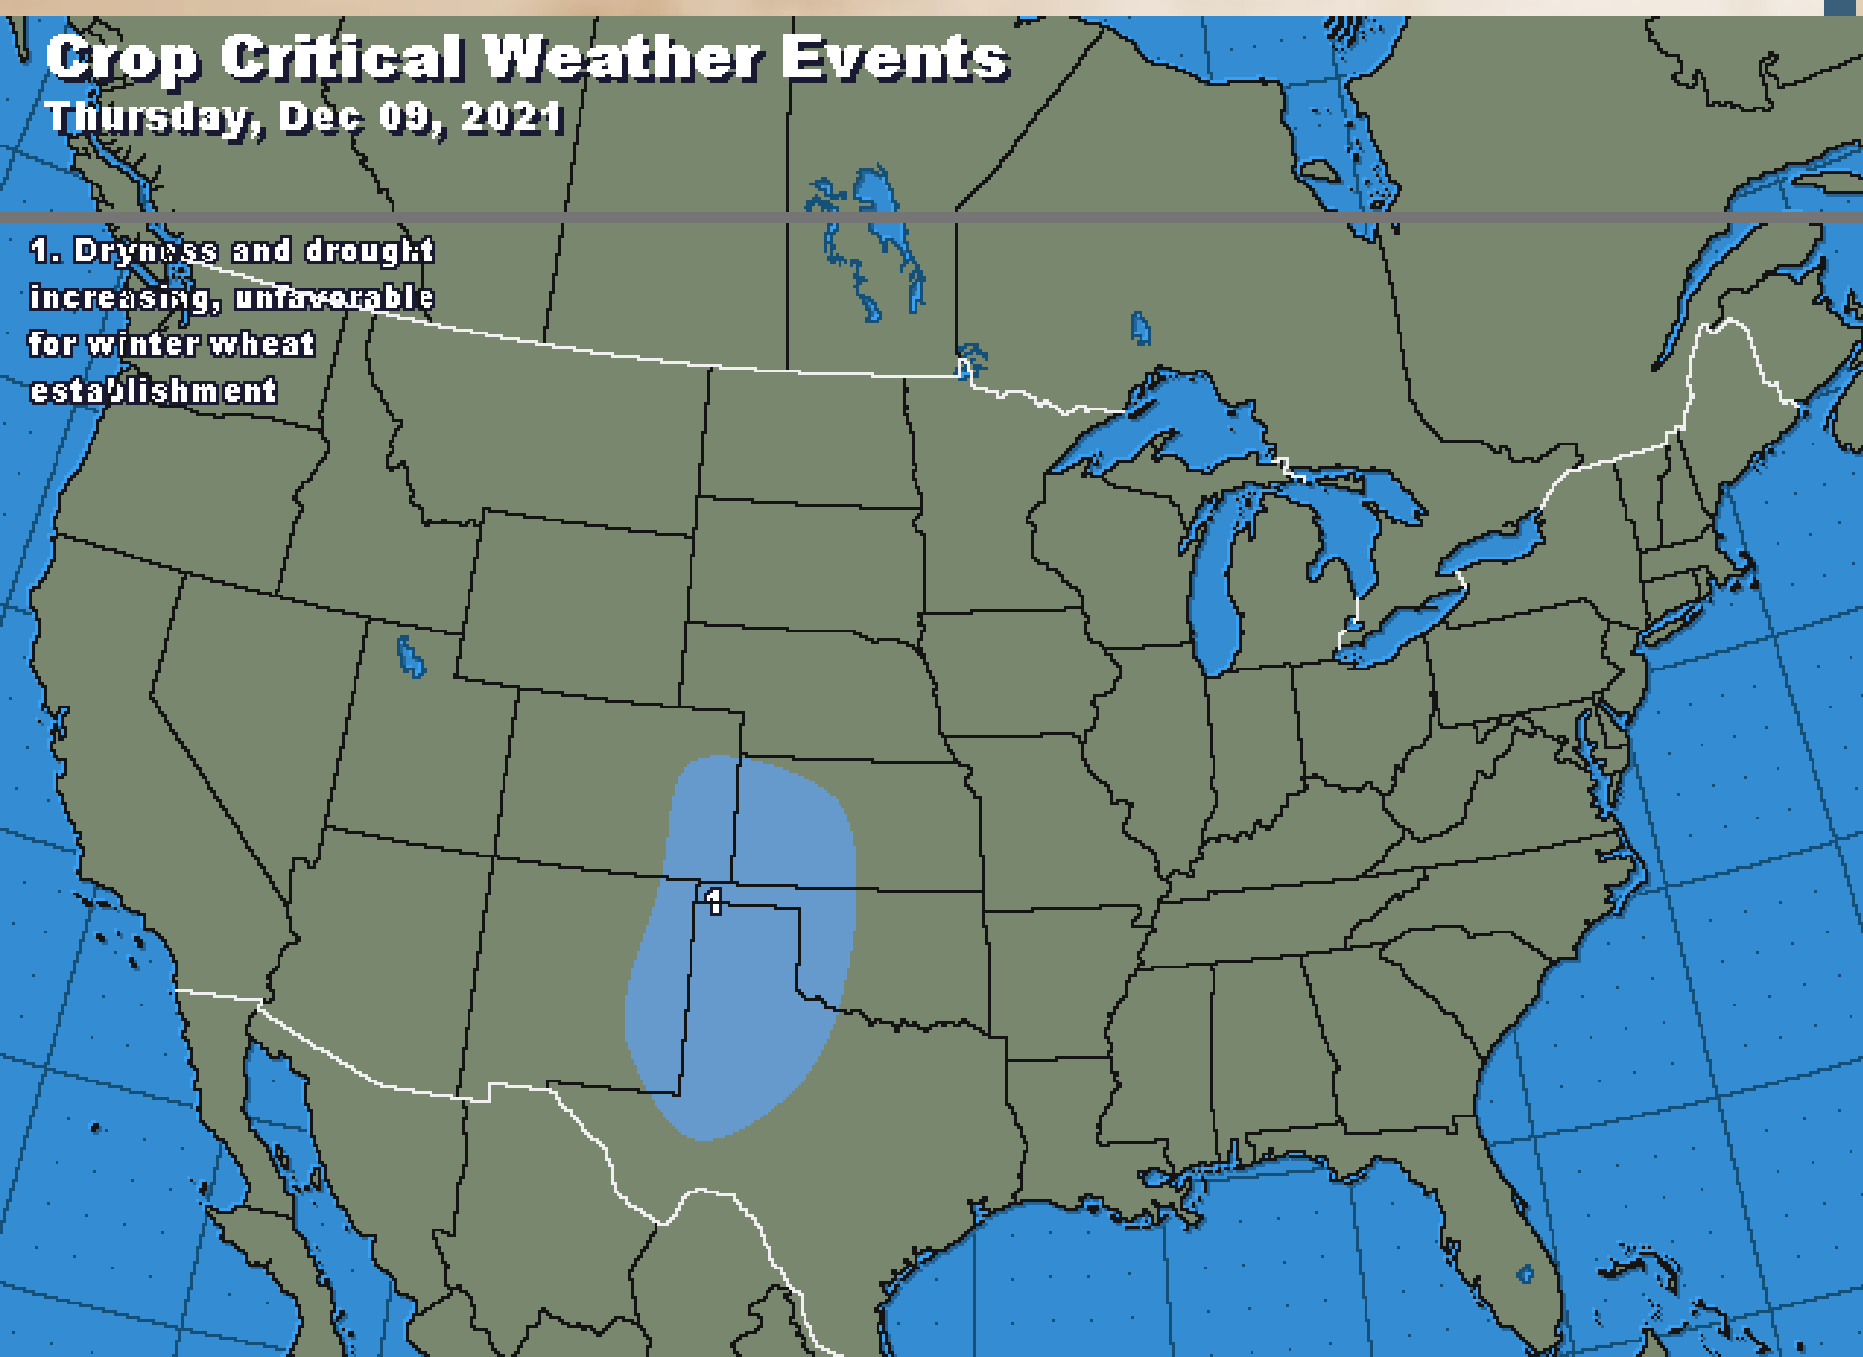 Crop Critical Weather Events
Thursday, Dec 09, 2021
1. Dryness and drought
increasing, unfavorable
for winter wheat
establishment
1